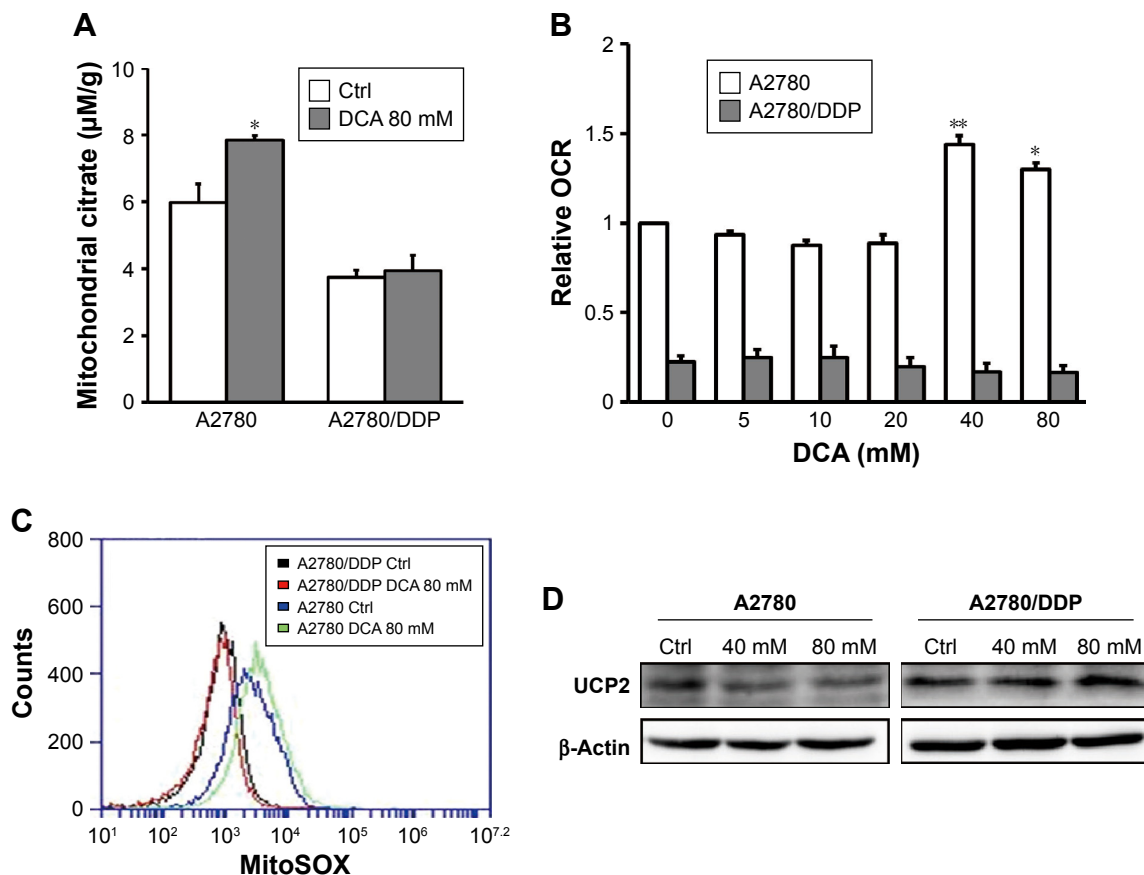 A
Mitochondrial citrate (µM/g)
10
8
6
4
2
0
Ctrl
DCA 80 mM
*
A2780
A2780/DDP
B
Relative OCR
2
1.5
1
0.5
0
A2780
A2780/DDP
**
*
0 5 10 20 40 80
DCA (mM)
C
Counts
800
600
400
200
0
A2780/DDP Ctrl
A2780/DDP DCA 80 mM
A2780 Ctrl
A2780 DCA 80 mM
10¹ 10² 10³ 10⁴ 10⁵ 10⁶ 10⁷·²
MitoSOX
D
A2780 A2780/DDP
Ctrl 40 mM 80 mM Ctrl 40 mM 80 mM
UCP2
β-Actin